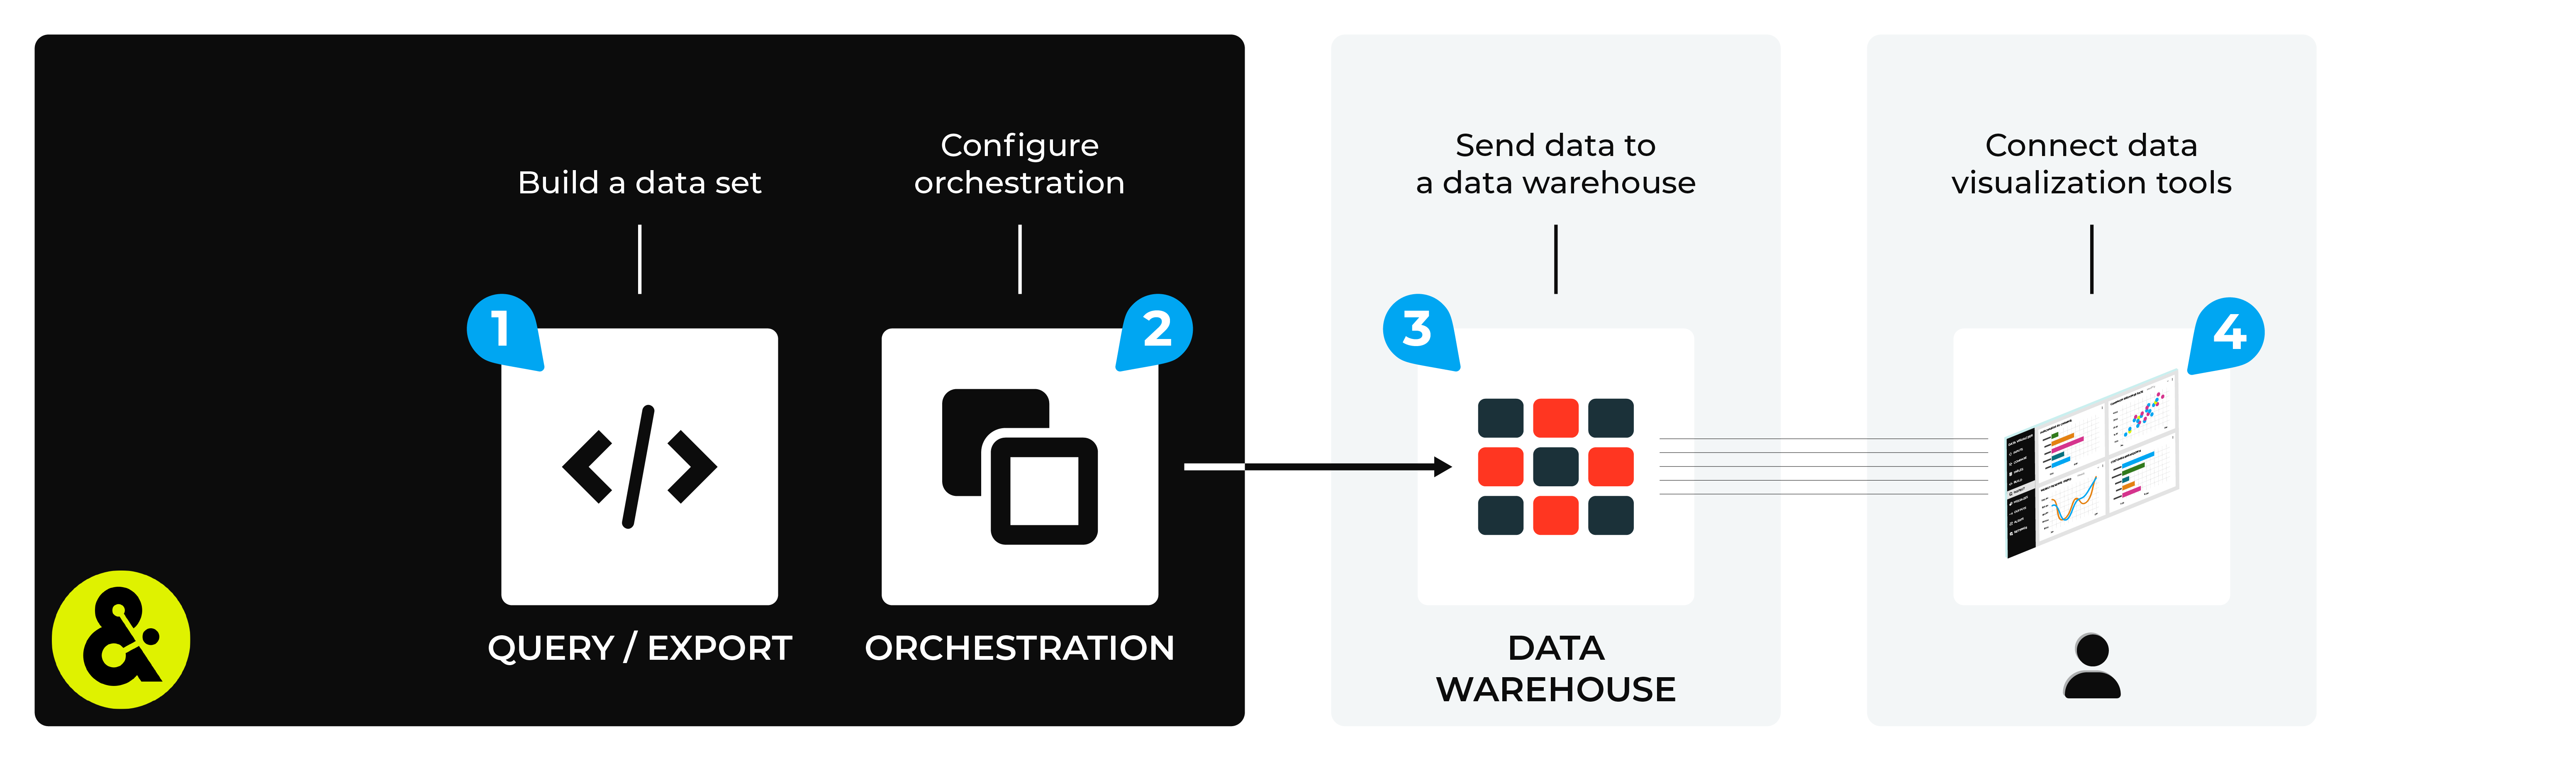 Build a data set
1
QUERY / EXPORT
Configure
orchestration
2
ORCHESTRATION
Send data to
a data warehouse
3
DATA
WAREHOUSE
Connect data
visualization tools
4
&